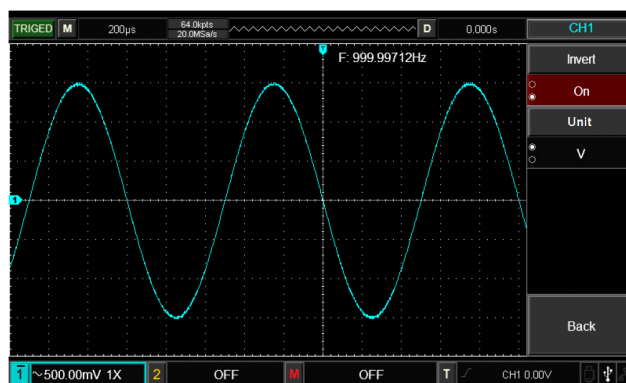 TRIGED M 200µs 64.0kpts 20.0MSa/s D 0.000s CH1
T
F: 999.99712Hz
Invert
On
Unit
V
1
Back
1 ~500.00mV 1X 2 OFF M OFF T CH1 0.00V